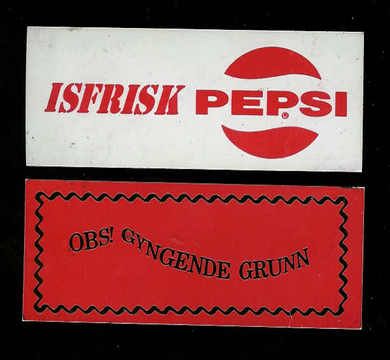 ISFRISK PEPSI®
OBS! GYNGENDE GRUNN